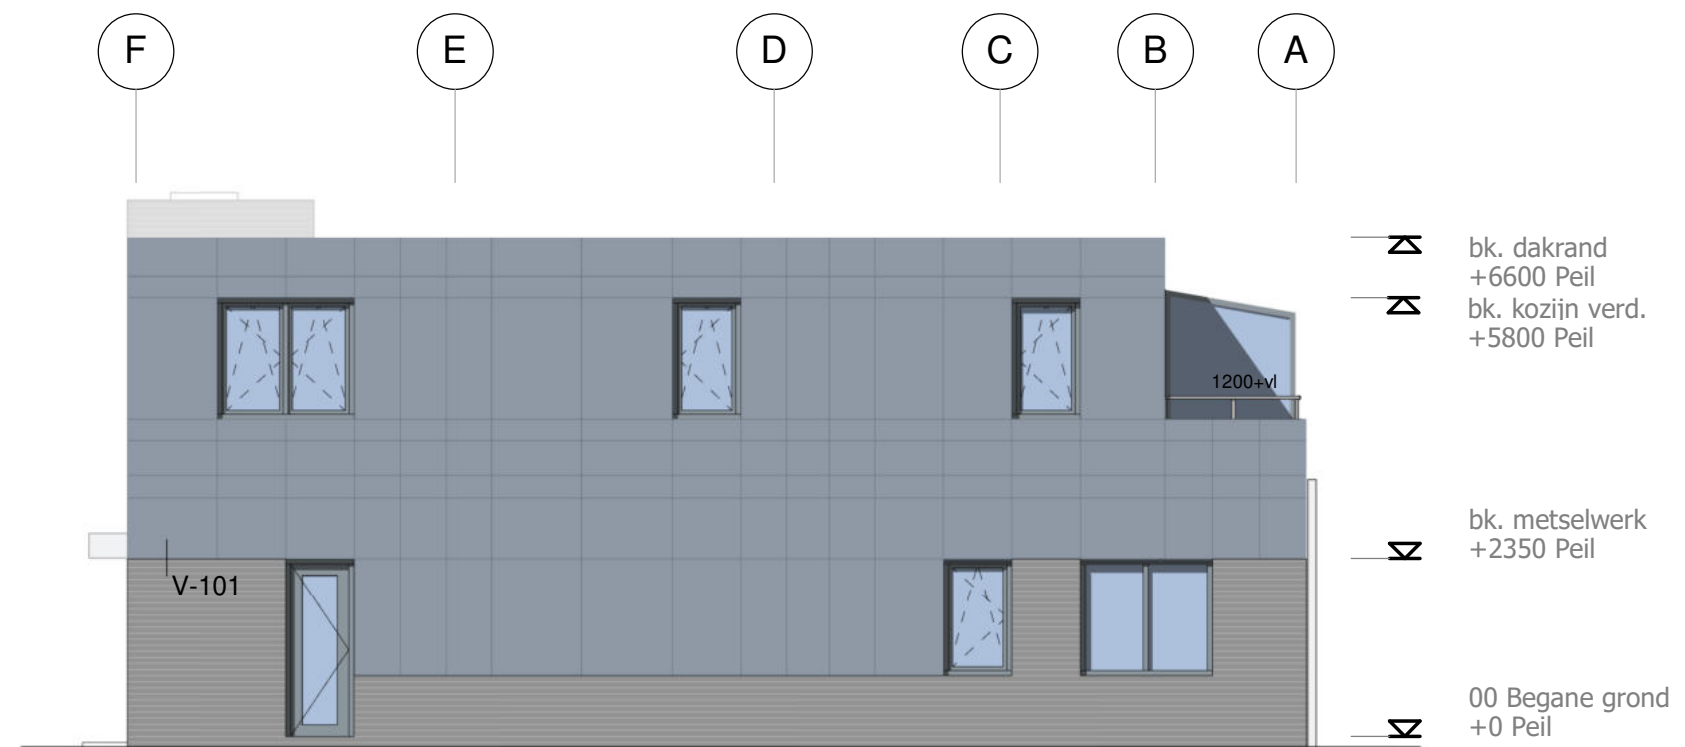 F E D C B A
bk. dakrand
+6600 Peil
bk. kozijn verd.
+5800 Peil
1200+vl
bk. metselwerk
+2350 Peil
V-101
00 Begane grond
+0 Peil